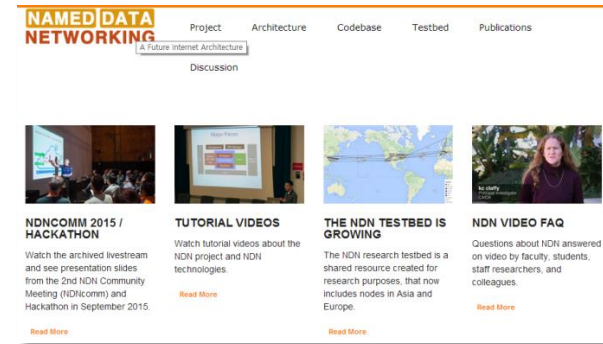 NAMED DATA
NETWORKING
A Future Internet Architecture
Project Architecture Codebase Testbed Publications
Discussion
kc claffy
NDNCOMM 2015 /
HACKATHON
Watch the archived livestream
and see presentation slides
from the 2nd NDN Community
Meeting (NDNcomm) and
Hackathon in September 2015.
Read More
TUTORIAL VIDEOS
Watch tutorial videos about the
NDN project and NDN
technologies.
Read More
THE NDN TESTBED IS
GROWING
The NDN research testbed is a
shared resource created for
research purposes, that now
includes nodes in Asia and
Europe.
Read More
NDN VIDEO FAQ
Questions about NDN answered
on video by faculty, students,
staff researchers, and
colleagues.
Read More